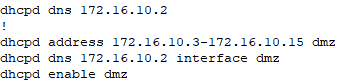 dhcpd dns 172.16.10.2
!
dhcpd address 172.16.10.3-172.16.10.15 dmz
dhcpd dns 172.16.10.2 interface dmz
dhcpd enable dmz